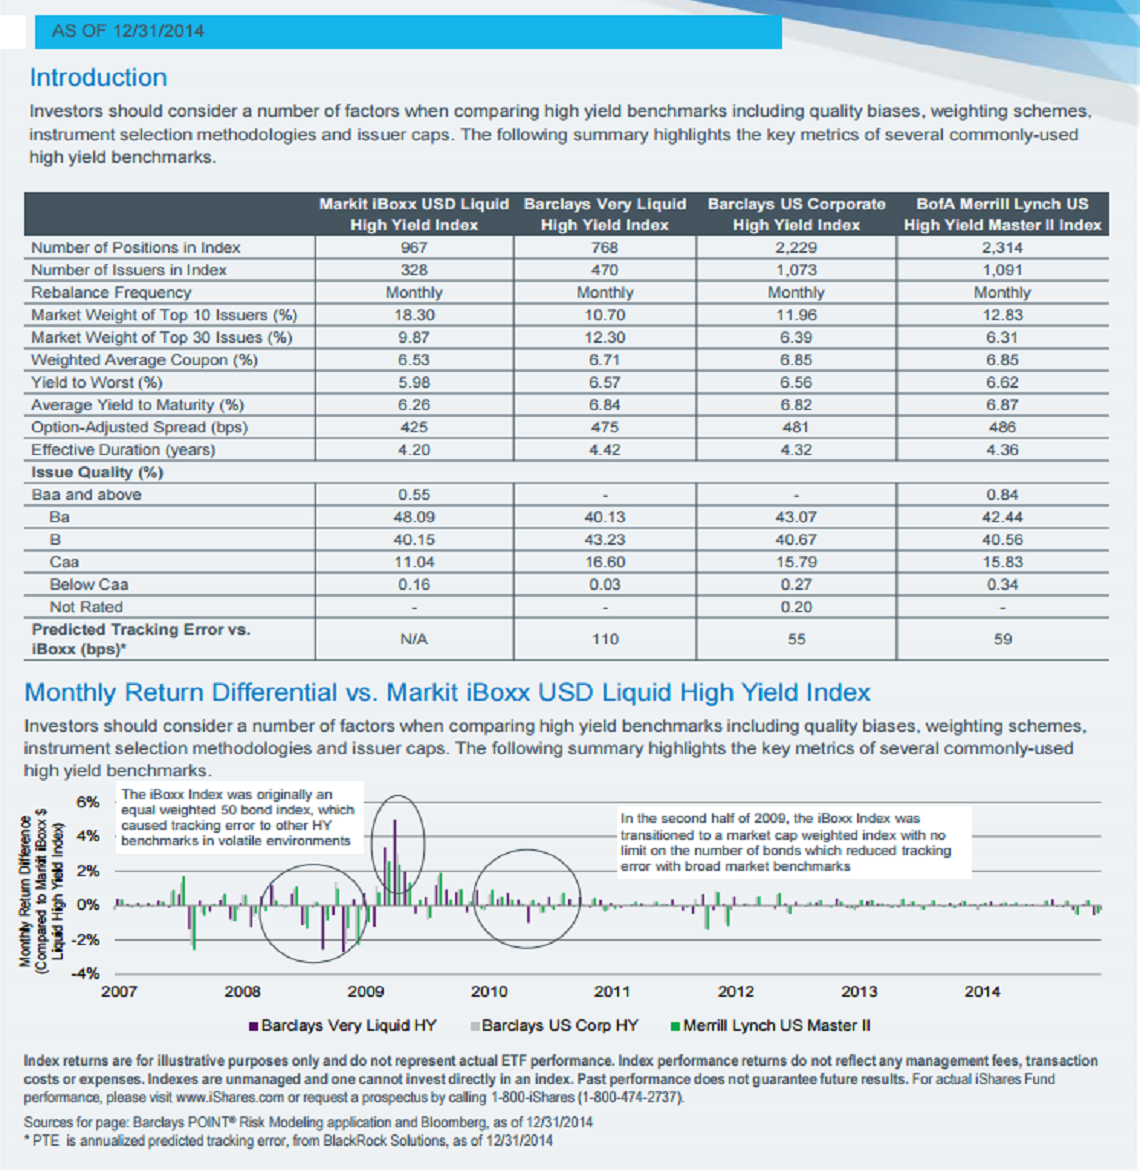 AS OF 12/31/2014
Introduction
Investors should consider a number of factors when comparing high yield benchmarks including quality biases, weighting schemes,
instrument selection methodologies and issuer caps. The following summary highlights the key metrics of several commonly-used
high yield benchmarks.
Markit iBoxx USD Liquid Barclays Very Liquid Barclays US Corporate BofA Merrill Lynch US
High Yield Index High Yield Index High Yield Index High Yield Master II Index
Number of Positions in Index 967 768 2,229 2,314
Number of Issuers in Index 328 470 1,073 1,091
Rebalance Frequency Monthly Monthly Monthly Monthly
Market Weight of Top 10 Issuers (%) 18.30 10.70 11.96 12.83
Market Weight of Top 30 Issues (%) 9.87 12.30 6.39 6.31
Weighted Average Coupon (%) 6.53 6.71 6.85 6.85
Yield to Worst (%) 5.98 6.57 6.56 6.62
Average Yield to Maturity (%) 6.26 6.84 6.82 6.87
Option-Adjusted Spread (bps) 425 475 481 486
Effective Duration (years) 4.20 4.42 4.32 4.36
Issue Quality (%)
Baa and above 0.55 - - 0.84
Ba 48.09 40.13 43.07 42.44
B 40.15 43.23 40.67 40.56
Caa 11.04 16.60 15.79 15.83
Below Caa 0.16 0.03 0.27 0.34
Not Rated - - 0.20 -
Predicted Tracking Error vs.
iBoxx (bps)* N/A 110 55 59
Monthly Return Differential vs. Markit iBoxx USD Liquid High Yield Index
Investors should consider a number of factors when comparing high yield benchmarks including quality biases, weighting schemes,
instrument selection methodologies and issuer caps. The following summary highlights the key metrics of several commonly-used
high yield benchmarks.
Monthly Return Difference
(Compared to Markit iBoxx $
Liquid High Yield Index)
6%
4%
2%
0%
-2%
-4%
The iBoxx Index was originally an
equal weighted 50 bond index, which
caused tracking error to other HY
benchmarks in volatile environments
In the second half of 2009, the iBoxx Index was
transitioned to a market cap weighted index with no
limit on the number of bonds which reduced tracking
error with broad market benchmarks
2007 2008 2009 2010 2011 2012 2013 2014
Barclays Very Liquid HY Barclays US Corp HY Merrill Lynch US Master II
Index returns are for illustrative purposes only and do not represent actual ETF performance. Index performance returns do not reflect any management fees, transaction
costs or expenses. Indexes are unmanaged and one cannot invest directly in an index. Past performance does not guarantee future results. For actual iShares Fund
performance, please visit www.iShares.com or request a prospectus by calling 1-800-iShares (1-800-474-2737).
Sources for page: Barclays POINT® Risk Modeling application and Bloomberg, as of 12/31/2014
* PTE is annualized predicted tracking error, from BlackRock Solutions, as of 12/31/2014